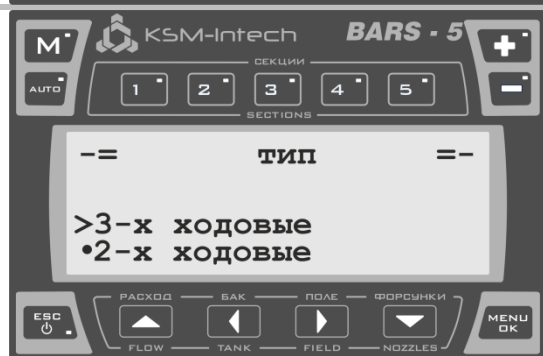 M KSM-Intech BARS - 5 +
СЕКЦИИ
AUTO 1 2 3 4 5 -
SECTIONS
-= ТИП =-
>3-х ходовые
•2-х ходовые
РАСХОД БАК ПОЛЕ ФОРСУНКИ
ESC MENU OK
FLOW TANK FIELD NOZZLES